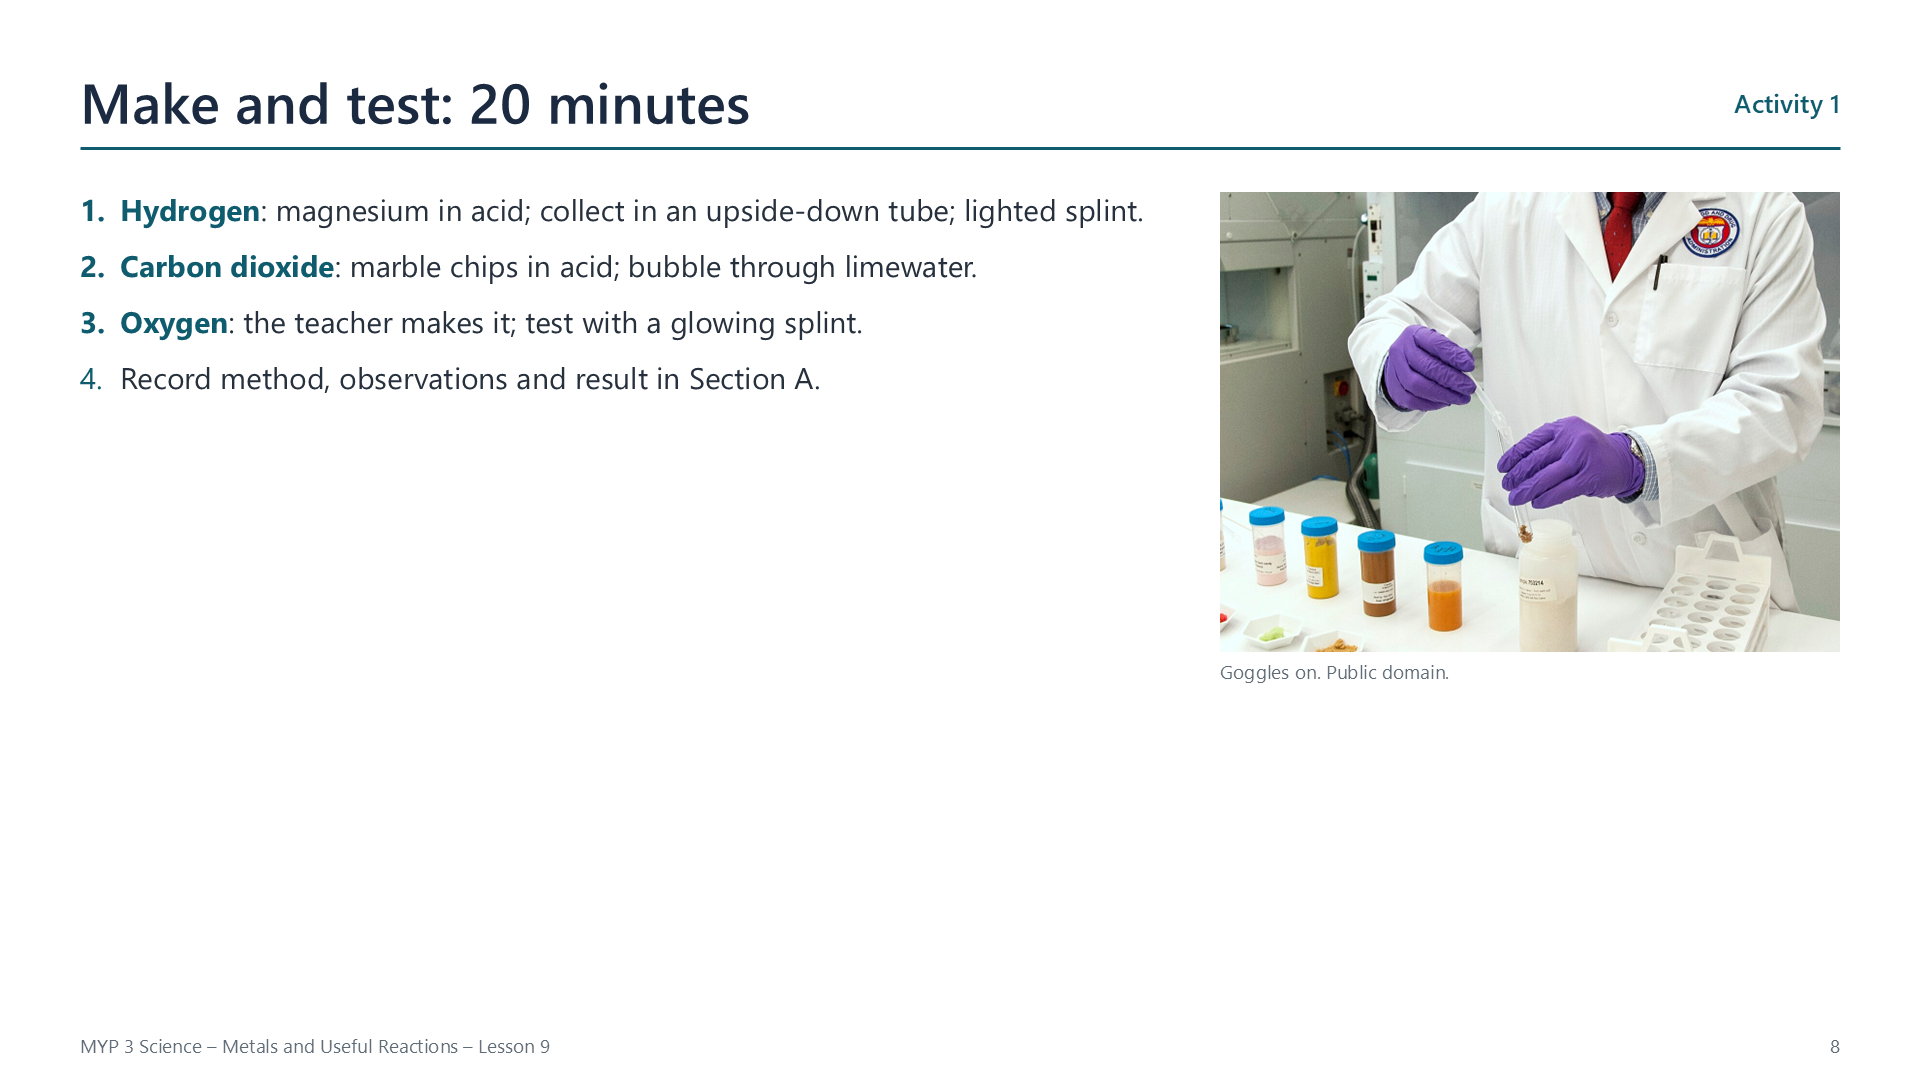 Make and test: 20 minutes
Activity 1
1. Hydrogen: magnesium in acid; collect in an upside-down tube; lighted splint.
2. Carbon dioxide: marble chips in acid; bubble through limewater.
3. Oxygen: the teacher makes it; test with a glowing splint.
4. Record method, observations and result in Section A.
Goggles on. Public domain.
MYP 3 Science – Metals and Useful Reactions – Lesson 9
8